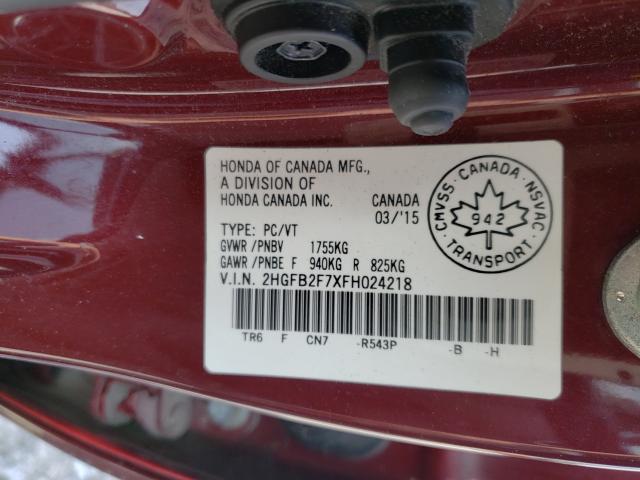 HONDA OF CANADA MFG.,
A DIVISION OF
HONDA CANADA INC. CANADA
03/'15
TYPE: PC/VT
GVWR/PNBV 1755KG
GAWR/PNBE F 940KG R 825KG
V.I.N. 2HGFB2F7XFH024218
TR6 F CN7 -R543P -B -H
CMVSS - CANADA - NSVAC
942
TRANSPORT